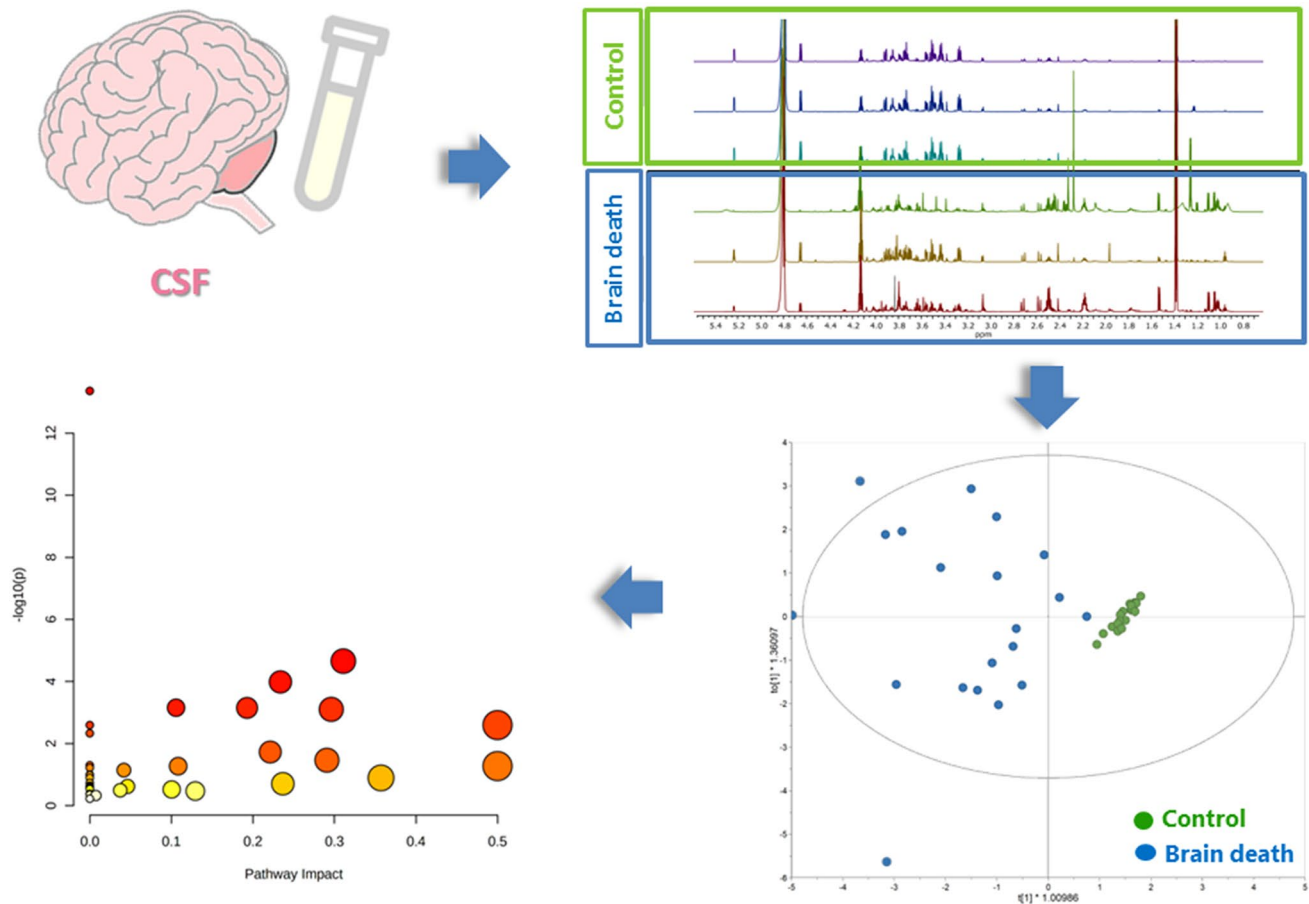 CSF
Control
Brain death
5.4 5.2 5.0 4.8 4.6 4.4 4.2 4.0 3.8 3.6 3.4 3.2 3.0 2.8 2.6 2.4 2.2 2.0 1.8 1.6 1.4 1.2 1.0 0.8
ppm
-log10(p)
12
10
8
6
4
2
0
0.0 0.1 0.2 0.3 0.4 0.5
Pathway Impact
to[1] * 1.36097
4
3
2
1
0
-1
-2
-3
-4
-5
-6
-5 -4 -3 -2 -1 0 1 2 3 4 5
t[1] * 1.00986
Control
Brain death